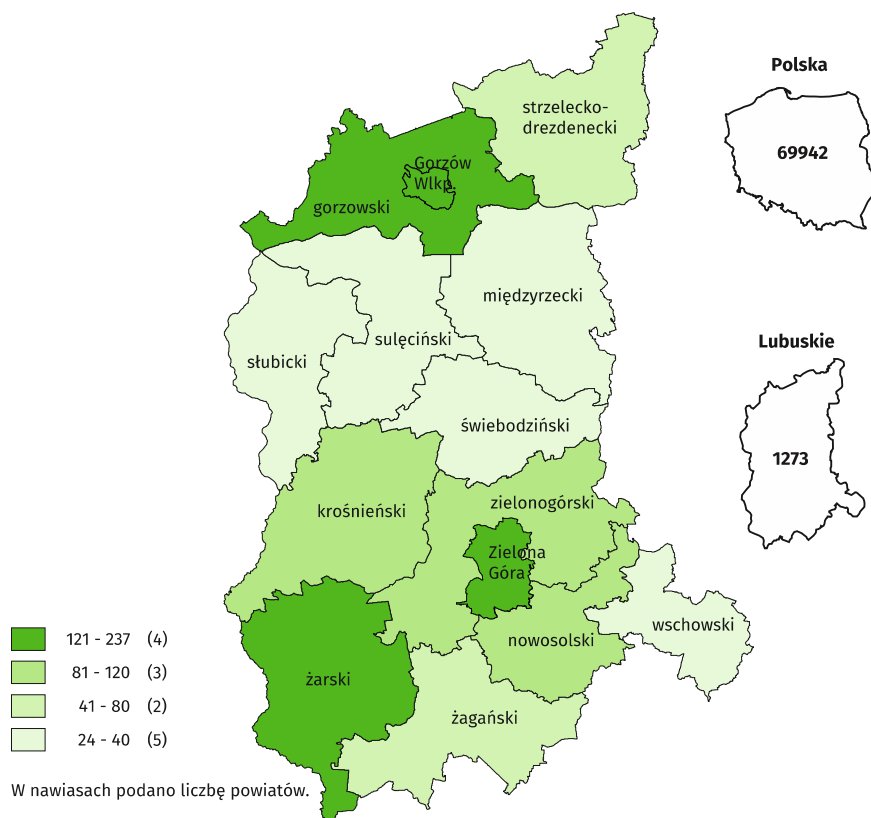 strzelecko-
drezdenecki
Polska
69942
Gorzów
Wlkp.
gorzowski
międzyrzecki
sulęciński
słubicki
Lubuskie
1273
świebodziński
krośnieński
zielonogórski
Zielona
Góra
nowosolski
wschowski
żarski
żagański
121 - 237 (4)
81 - 120 (3)
41 - 80 (2)
24 - 40 (5)
W nawiasach podano liczbę powiatów.